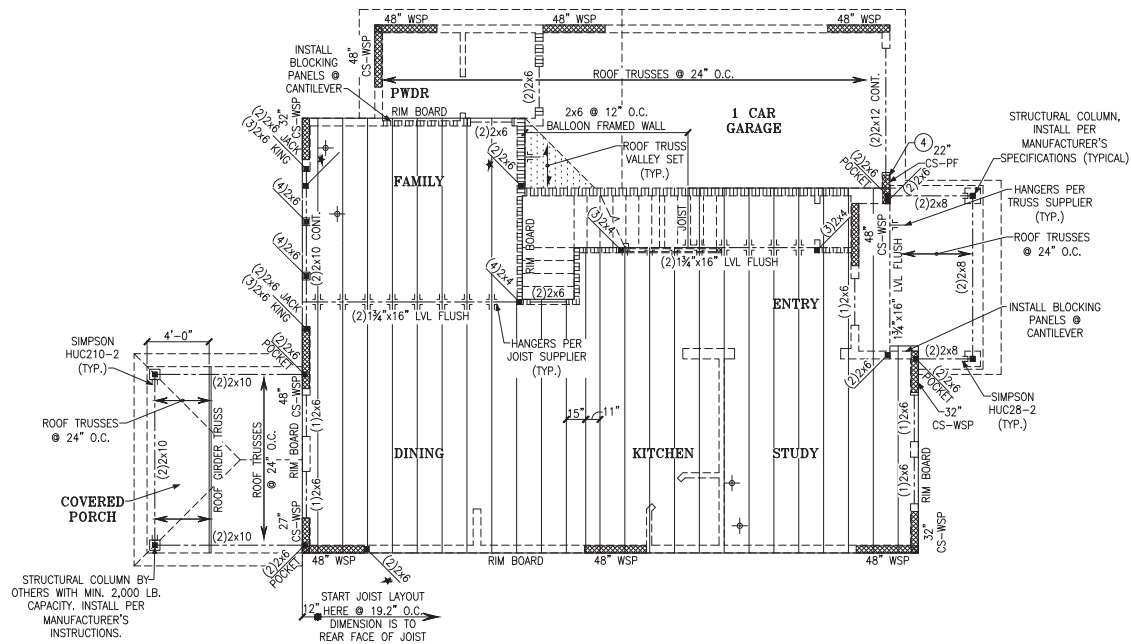 48" WSP
48" WSP
48" WSP
INSTALL
BLOCKING
PANELS @
CANTILEVER
48"
CS-WSP
ROOF TRUSSES @ 24" O.C.
PWDR
RIM BOARD
(2)2x6
2x6 @ 12" O.C.
BALLOON FRAMED WALL
1 CAR
GARAGE
(2)2x12 CONT.
STRUCTURAL COLUMN,
INSTALL PER
MANUFACTURER'S
SPECIFICATIONS (TYPICAL)
32"
CS-WSP
(2)2x6 JACK
(3)2x6 KING
(2)2x6
(2)2x6
ROOF TRUSS
VALLEY SET
(TYP.)
4
22"
CS-PF
(2)2x6
POCKET
(2)2x6
(2)2x8
HANGERS PER
TRUSS SUPPLIER
(TYP.)
FAMILY
(4)2x6
(2)2x10 CONT.
(4)2x6
RIM BOARD
(3)2x4
A
JOIST
(3)2x4
48"
CS-WSP
ROOF TRUSSES
@ 24" O.C.
(2)2x8
1¾"x16" LVL FLUSH
(2)1¾"x16" LVL FLUSH
(4)2x4
(2)2x6
ENTRY
(1)2x6
INSTALL BLOCKING
PANELS @
CANTILEVER
(2)2x6 JACK
(3)2x6 KING
(2)1¾"x16" LVL FLUSH
HANGERS PER
JOIST SUPPLIER
(TYP.)
4'-0"
SIMPSON
HUC210-2
(TYP.)
(2)2x6
POCKET
(2)2x10
48"
CS-WSP
(2)2x6
(2)2x8
(2)2x6
POCKET
SIMPSON
HUC28-2
(TYP.)
32"
CS-WSP
ROOF TRUSSES
@ 24" O.C.
(2)2x10
ROOF GIRDER TRUSS
ROOF TRUSSES
@ 24" O.C.
RIM BOARD
(1)2x6
(1)2x6
15"
11"
DINING
KITCHEN
STUDY
(1)2x6
(1)2x6
RIM BOARD
COVERED
PORCH
(2)2x10
27"
CS-WSP
32"
CS-WSP
(2)2x6
POCKET
48" WSP
(2)2x6
RIM BOARD
48" WSP
48" WSP
STRUCTURAL COLUMN BY
OTHERS WITH MIN. 2,000 LB.
CAPACITY. INSTALL PER
MANUFACTURER'S
INSTRUCTIONS.
12"
START JOIST LAYOUT
HERE @ 19.2" O.C.
DIMENSION IS TO
REAR FACE OF JOIST